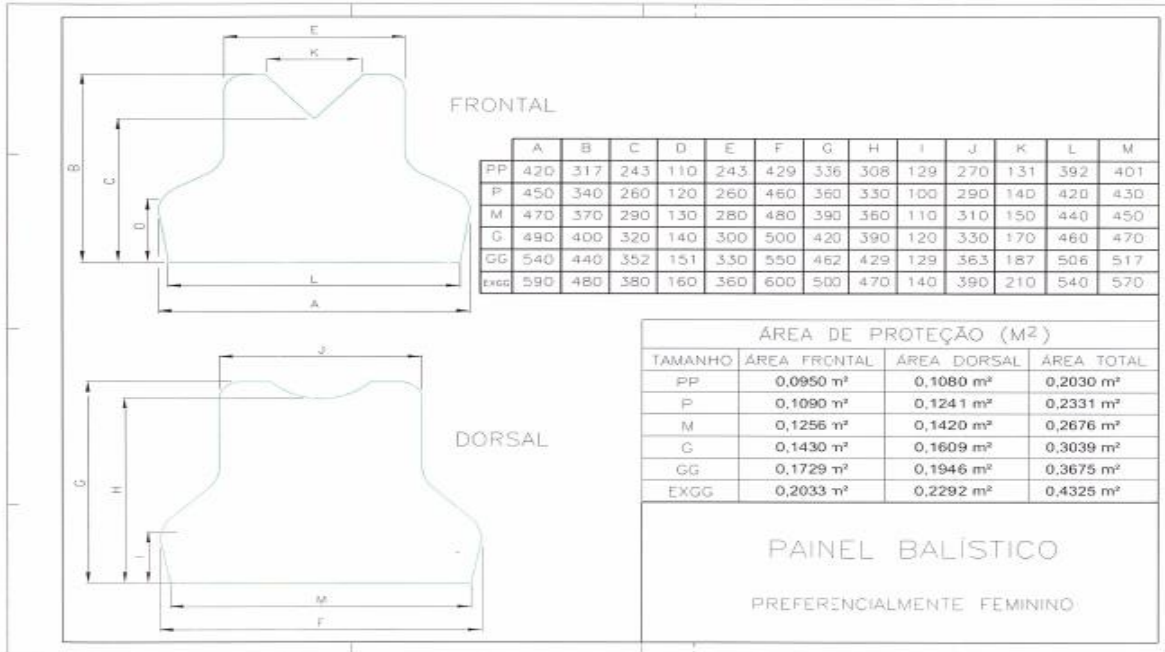 E
K
FRONTAL
B
C
D
L
A
A B C D E F G H I J K L M
PP 420 317 243 110 243 429 336 308 129 270 131 392 401
P 450 340 260 120 260 460 360 330 100 290 140 420 430
M 470 370 290 130 280 480 390 360 110 310 150 440 450
G 490 400 320 140 300 500 420 390 120 330 170 460 470
GG 540 440 352 151 330 550 462 429 129 363 187 506 517
EXGG 590 480 380 160 360 600 500 470 140 390 210 540 570
J
DORSAL
G
H
I
M
F
ÁREA DE PROTEÇÃO (M²)
TAMANHO ÁREA FRONTAL ÁREA DORSAL ÁREA TOTAL
PP 0,0950 m² 0,1080 m² 0,2030 m²
P 0,1090 m² 0,1241 m² 0,2331 m²
M 0,1256 m² 0,1420 m² 0,2676 m²
G 0,1430 m² 0,1609 m² 0,3039 m²
GG 0,1729 m² 0,1946 m² 0,3675 m²
EXGG 0,2033 m² 0,2292 m² 0,4325 m²
PAINEL BALÍSTICO
PREFERENCIALMENTE FEMININO